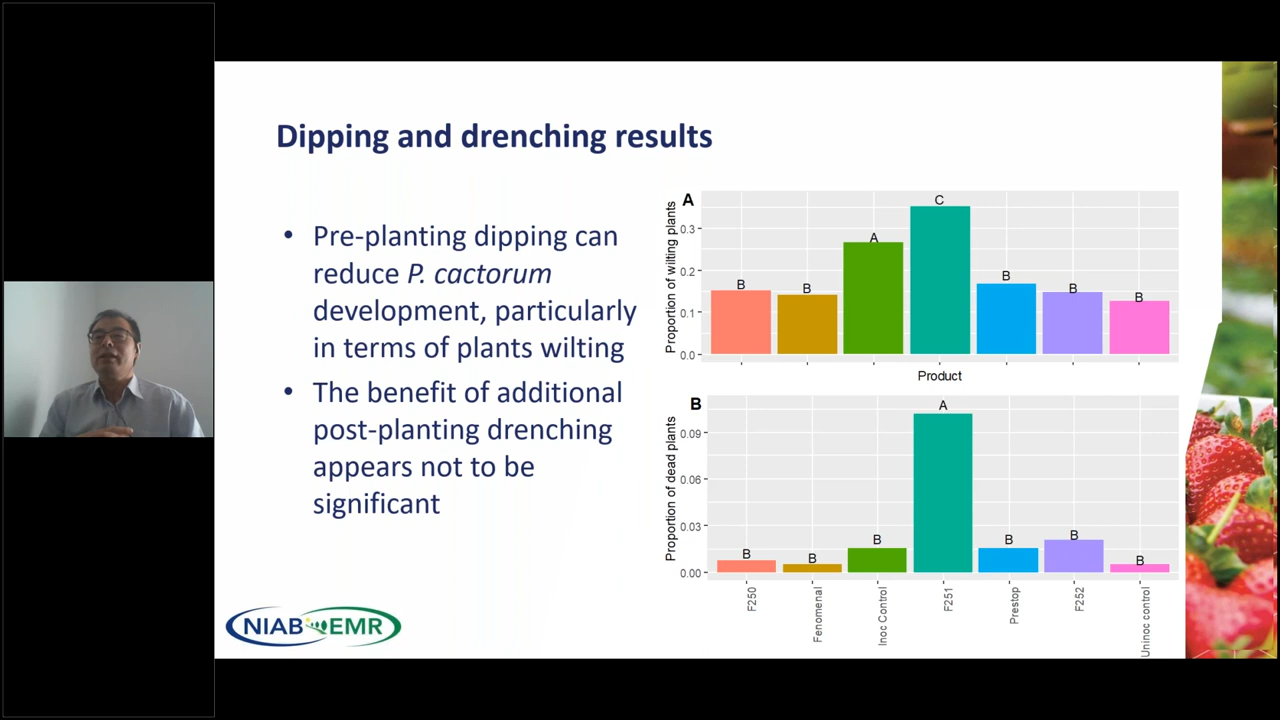 Dipping and drenching results
• Pre-planting dipping can
reduce P. cactorum
development, particularly
in terms of plants wilting
• The benefit of additional
post-planting drenching
appears not to be
significant
NIAB EMR
A
Proportion of wilting plants
0.3
0.2
0.1
0.0
B
B
A
C
B
B
B
Product
B
Proportion of dead plants
0.09
0.06
0.03
0.00
B
B
B
A
B
B
B
F250
Fenomenal
Inoc Control
F251
Prestop
F252
Uninoc control